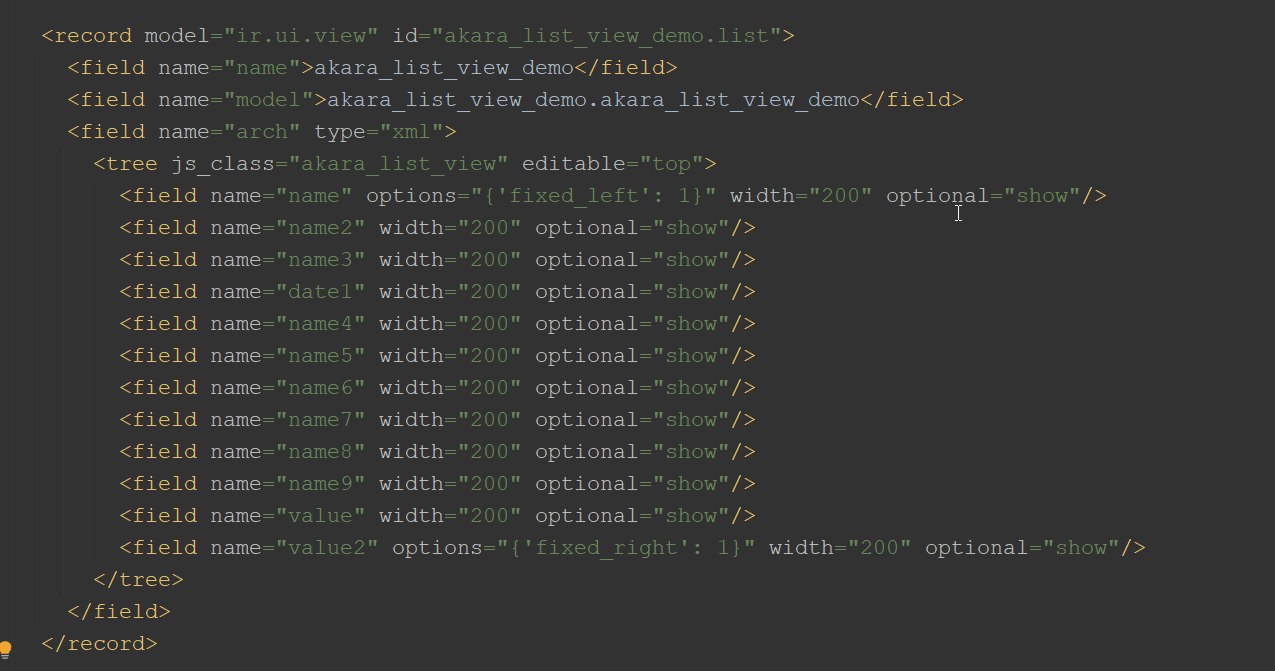 <record model="ir.ui.view" id="akara_list_view_demo.list">
<field name="name">akara_list_view_demo</field>
<field name="model">akara_list_view_demo.akara_list_view_demo</field>
<field name="arch" type="xml">
<tree js_class="akara_list_view" editable="top">
<field name="name" options="{'fixed_left': 1}" width="200" optional="show"/>
<field name="name2" width="200" optional="show"/>
<field name="name3" width="200" optional="show"/>
<field name="date1" width="200" optional="show"/>
<field name="name4" width="200" optional="show"/>
<field name="name5" width="200" optional="show"/>
<field name="name6" width="200" optional="show"/>
<field name="name7" width="200" optional="show"/>
<field name="name8" width="200" optional="show"/>
<field name="name9" width="200" optional="show"/>
<field name="value" width="200" optional="show"/>
<field name="value2" options="{'fixed_right': 1}" width="200" optional="show"/>
</tree>
</field>
</record>